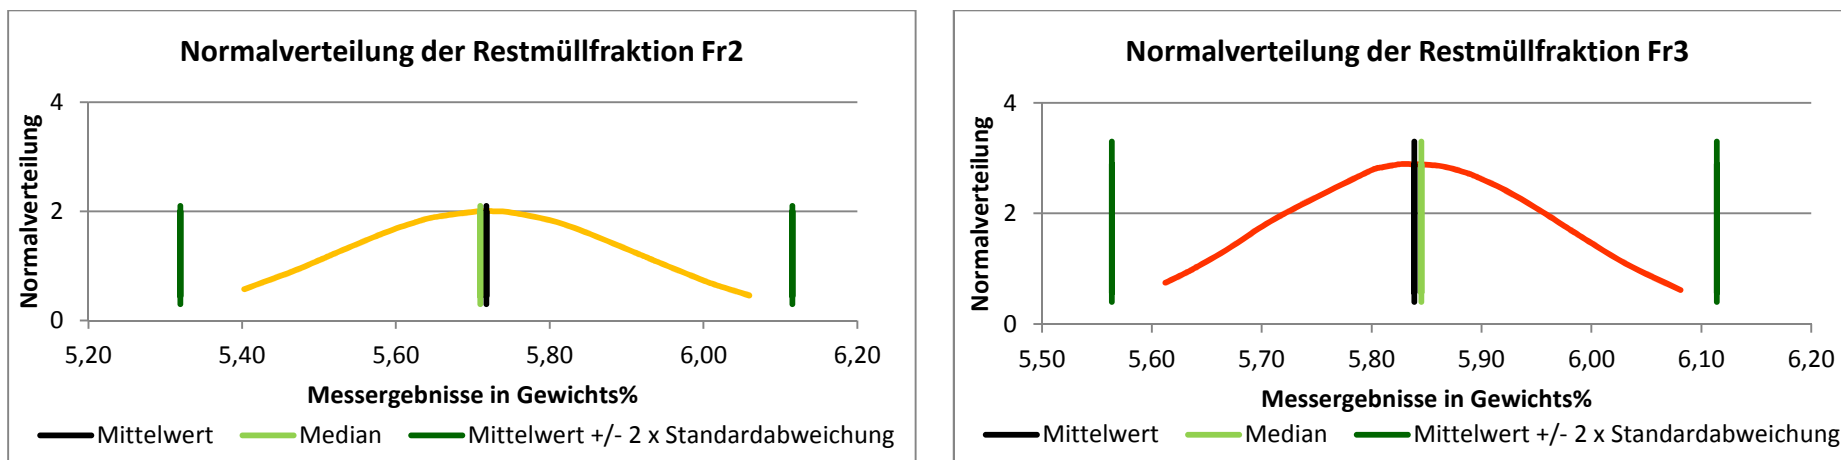 Normalverteilung der Restmüllfraktion Fr2
Normalverteilung
4
2
0
5,20 5,40 5,60 5,80 6,00 6,20
Messergebnisse in Gewichts%
Mittelwert Median Mittelwert +/- 2 x Standardabweichung
Normalverteilung der Restmüllfraktion Fr3
Normalverteilung
4
2
0
5,50 5,60 5,70 5,80 5,90 6,00 6,10 6,20
Messergebnisse in Gewichts%
Mittelwert Median Mittelwert +/- 2 x Standardabweichung